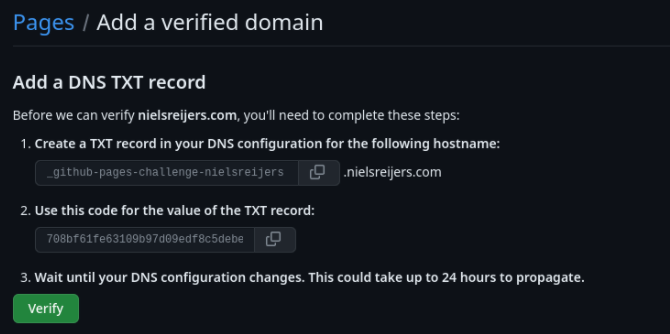 Pages / Add a verified domain
Add a DNS TXT record
Before we can verify nielsreijers.com, you'll need to complete these steps:
1. Create a TXT record in your DNS configuration for the following hostname:
_github-pages-challenge-nielsreijers .nielsreijers.com
2. Use this code for the value of the TXT record:
708bf61fe63109b97d09edf8c5debe
3. Wait until your DNS configuration changes. This could take up to 24 hours to propagate.
Verify